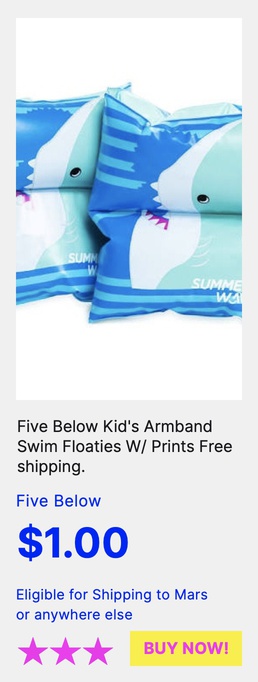 SUMME
SUMME
WAV
Five Below Kid's Armband
Swim Floaties W/ Prints Free
shipping.
Five Below
$1.00
Eligible for Shipping to Mars
or anywhere else
BUY NOW!